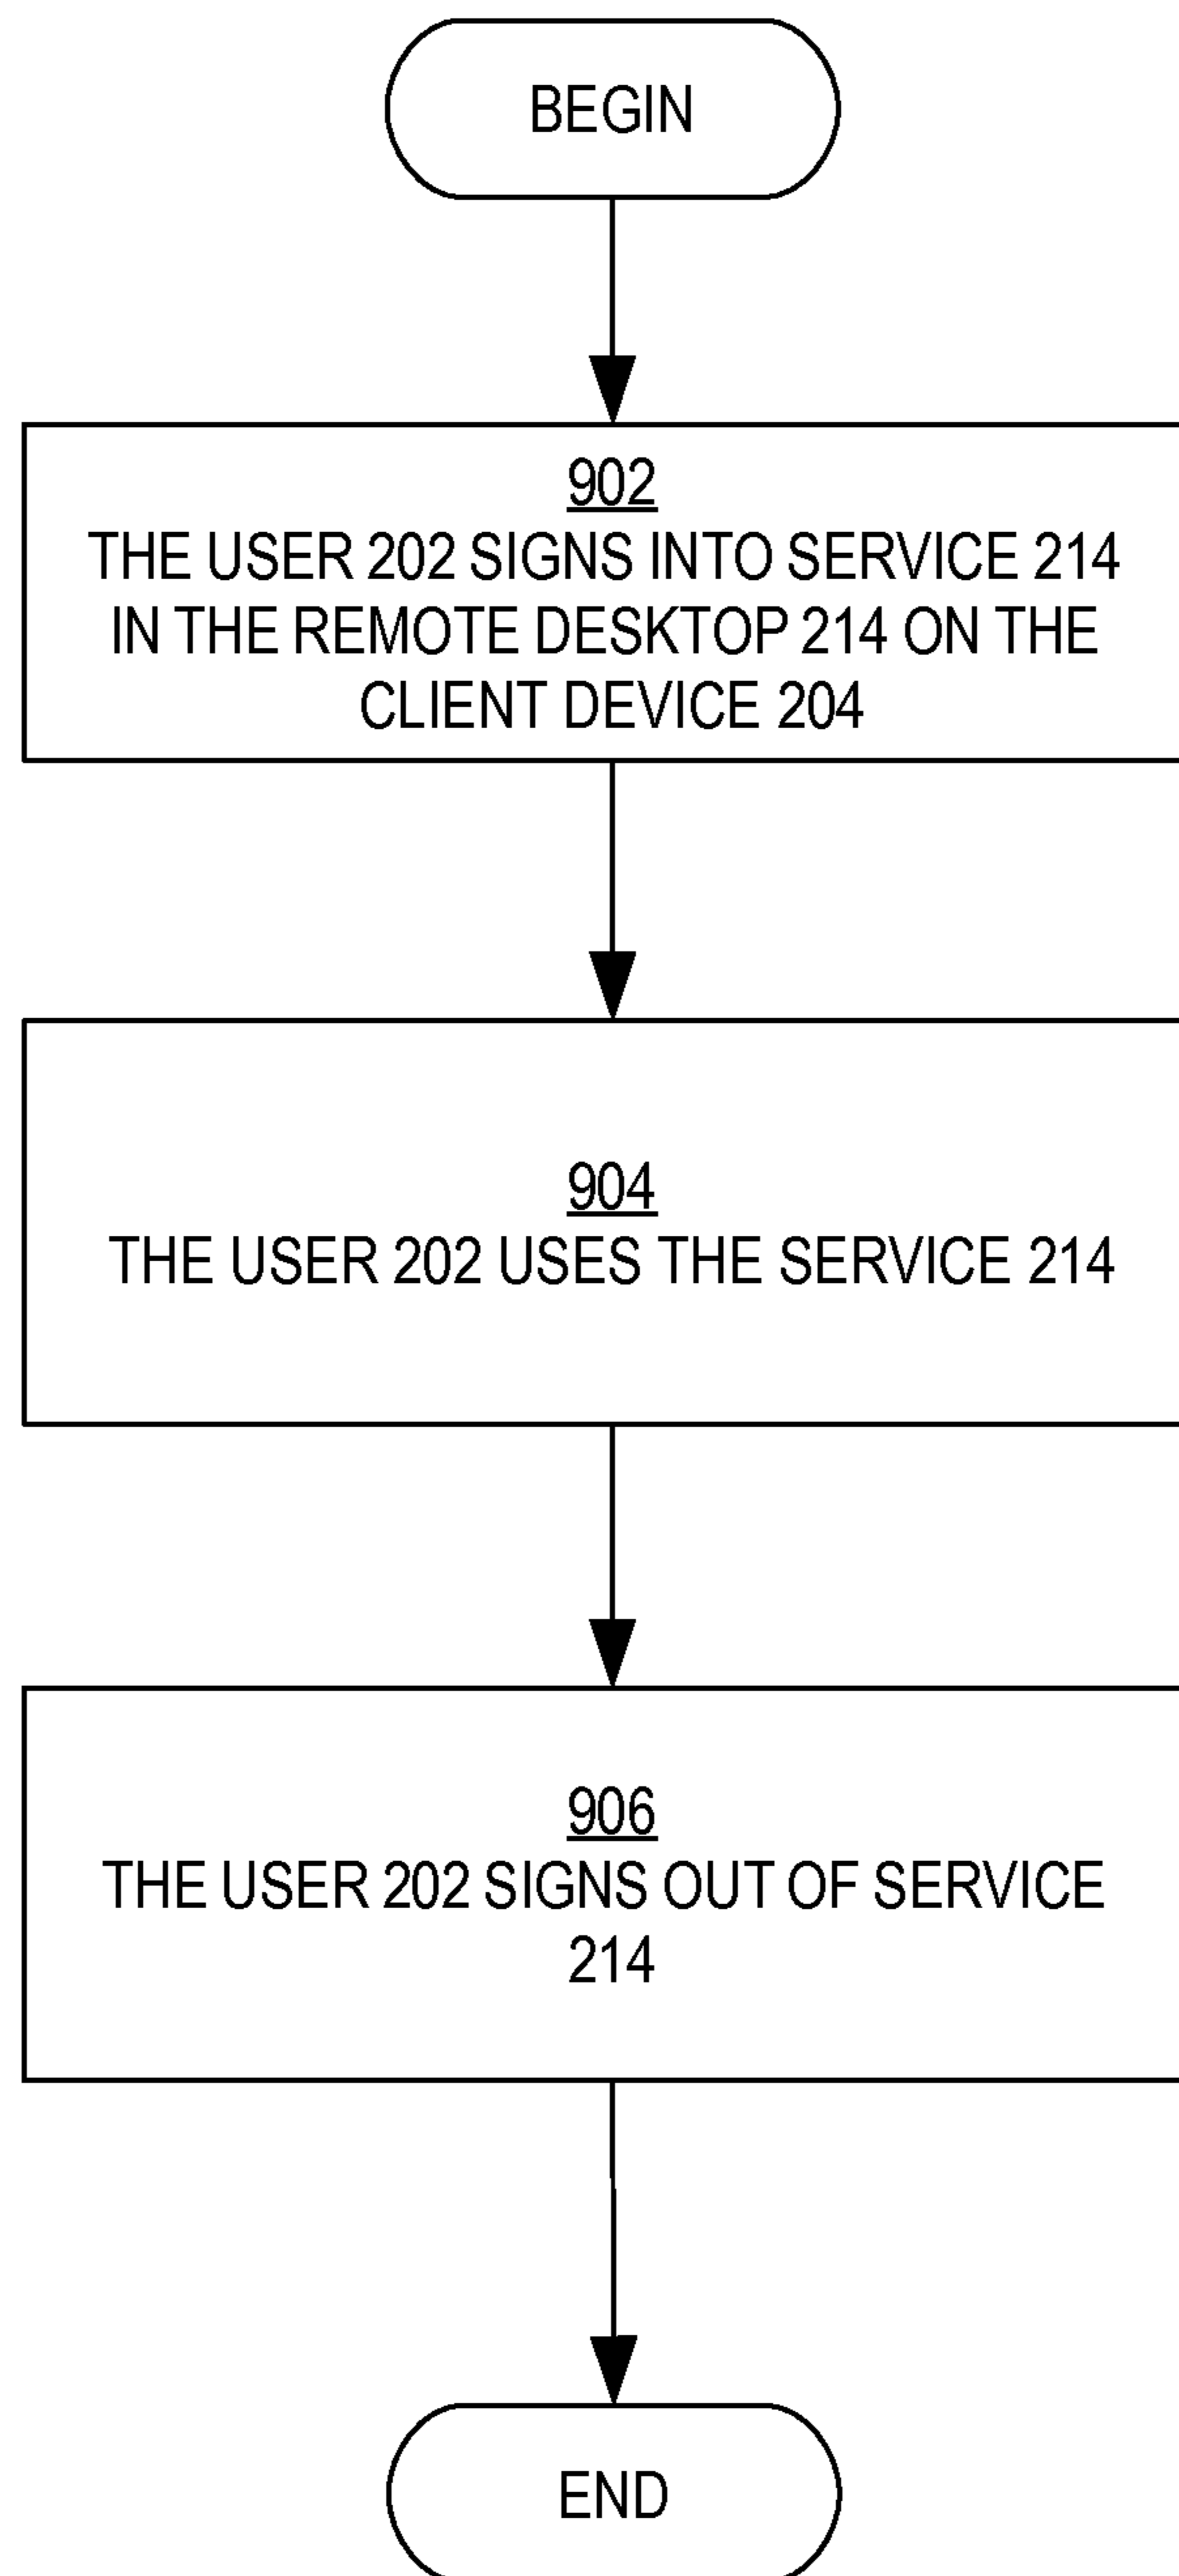 BEGIN
902
THE USER 202 SIGNS INTO SERVICE 214
IN THE REMOTE DESKTOP 214 ON THE
CLIENT DEVICE 204
904
THE USER 202 USES THE SERVICE 214
906
THE USER 202 SIGNS OUT OF SERVICE
214
END